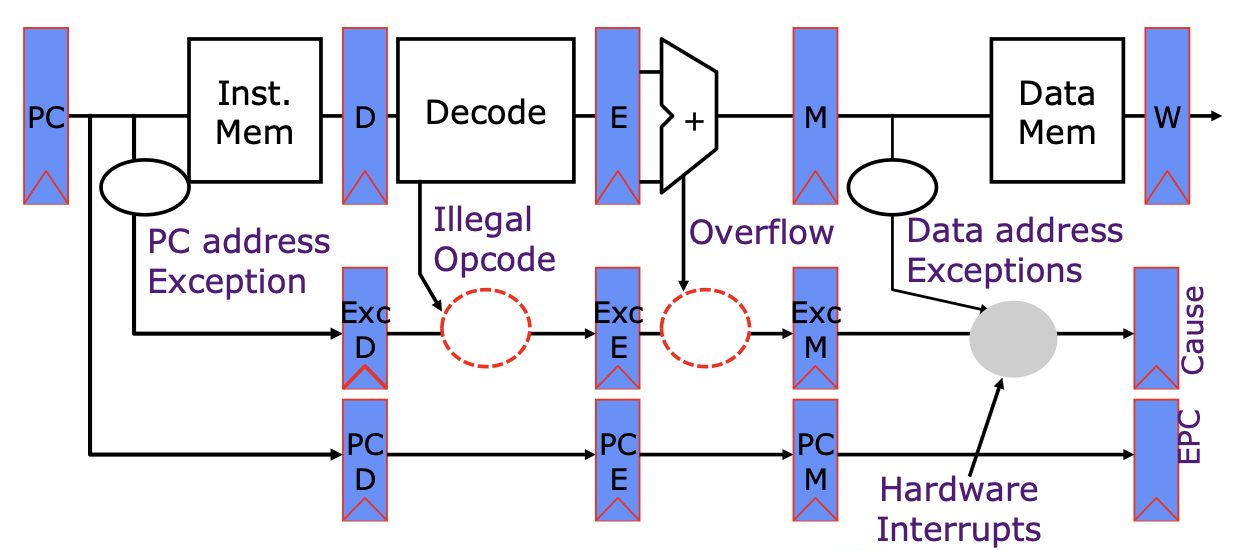 PC
Inst.
Mem
D
Decode
E
+
M
Data
Mem
W
PC address
Exception
Illegal
Opcode
Overflow
Data address
Exceptions
Exc
D
Exc
E
Exc
M
Cause
PC
D
PC
E
PC
M
EPC
Hardware
Interrupts